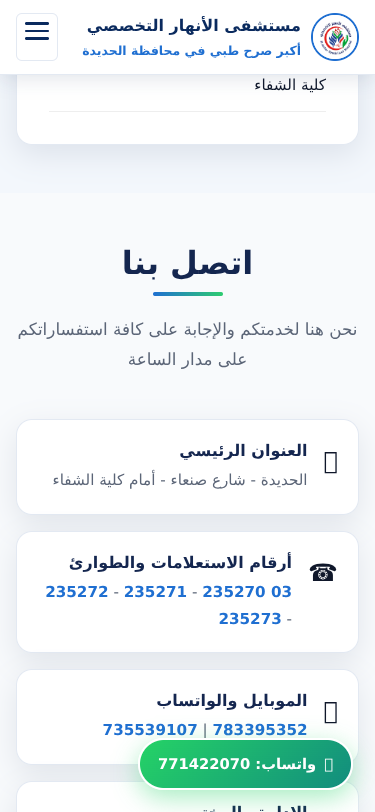 مستشفى الأنهار التخصصي
أكبر صرح طبي في محافظة الحديدة
كلية الشفاء
اتصل بنا
نحن هنا لخدمتكم والإجابة على كافة استفساراتكم
على مدار الساعة
العنوان الرئيسي
الحديدة - شارع صنعاء - أمام كلية الشفاء
أرقام الاستعلامات والطوارئ
03 235270 - 235271 - 235272
- 235273
الموبايل والواتساب
783395352 | 735539107
واتساب: 771422070